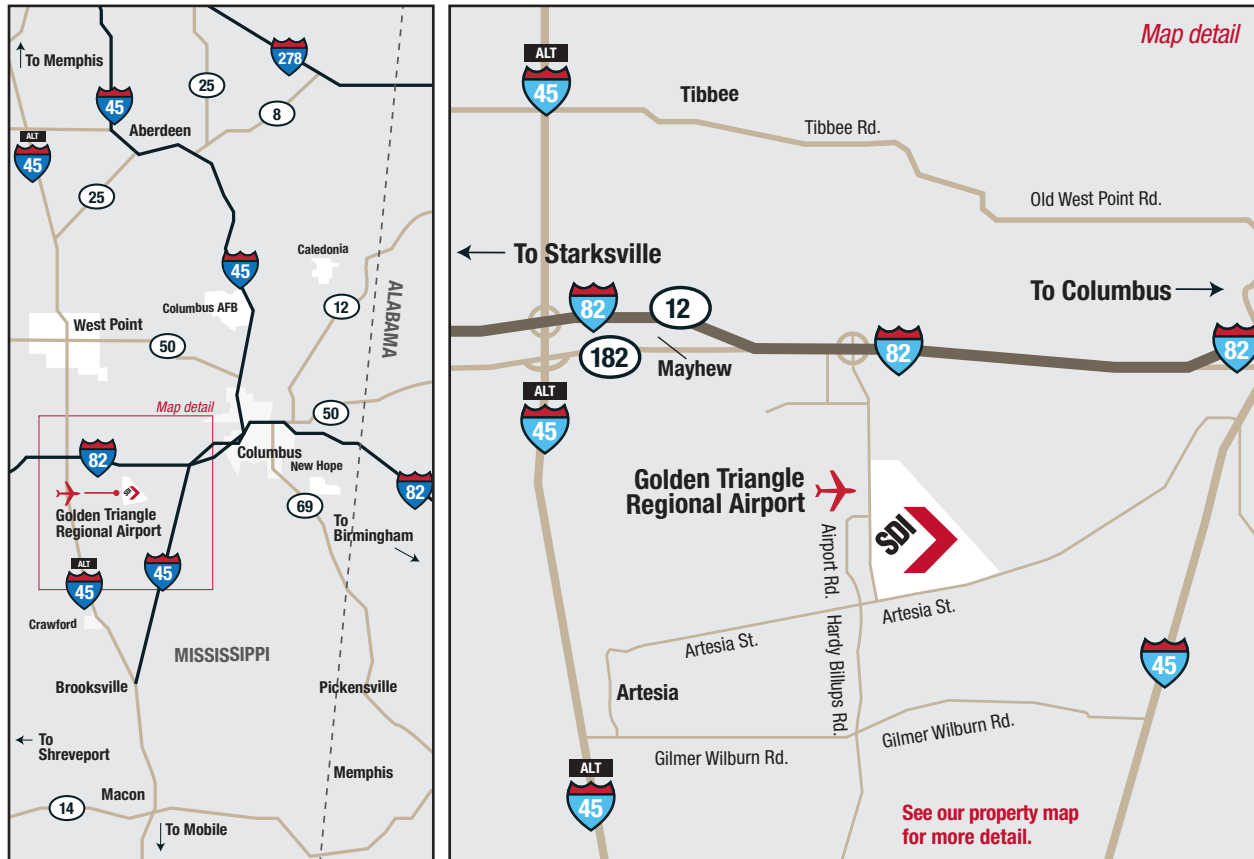 To Memphis
278
25
45
8
Aberdeen
ALT
45
25
Caledonia
45
Columbus AFB
12
ALABAMA
West Point
50
Map detail
50
Columbus
82
New Hope
82
SDI
69
Golden Triangle
Regional Airport
To
Birmingham
ALT
45
45
Crawford
MISSISSIPPI
Brooksville
Pickensville
To
Shreveport
Memphis
Macon
14
To Mobile
Map detail
ALT
45
Tibbee
Tibbee Rd.
Old West Point Rd.
To Starksville
To Columbus
82
12
182
Mayhew
82
82
ALT
45
Golden Triangle
Regional Airport
SDI
Airport Rd.
Artesia St.
Artesia St.
Hardy Billups Rd.
45
Artesia
Gilmer Wilburn Rd.
Gilmer Wilburn Rd.
ALT
45
See our property map
for more detail.